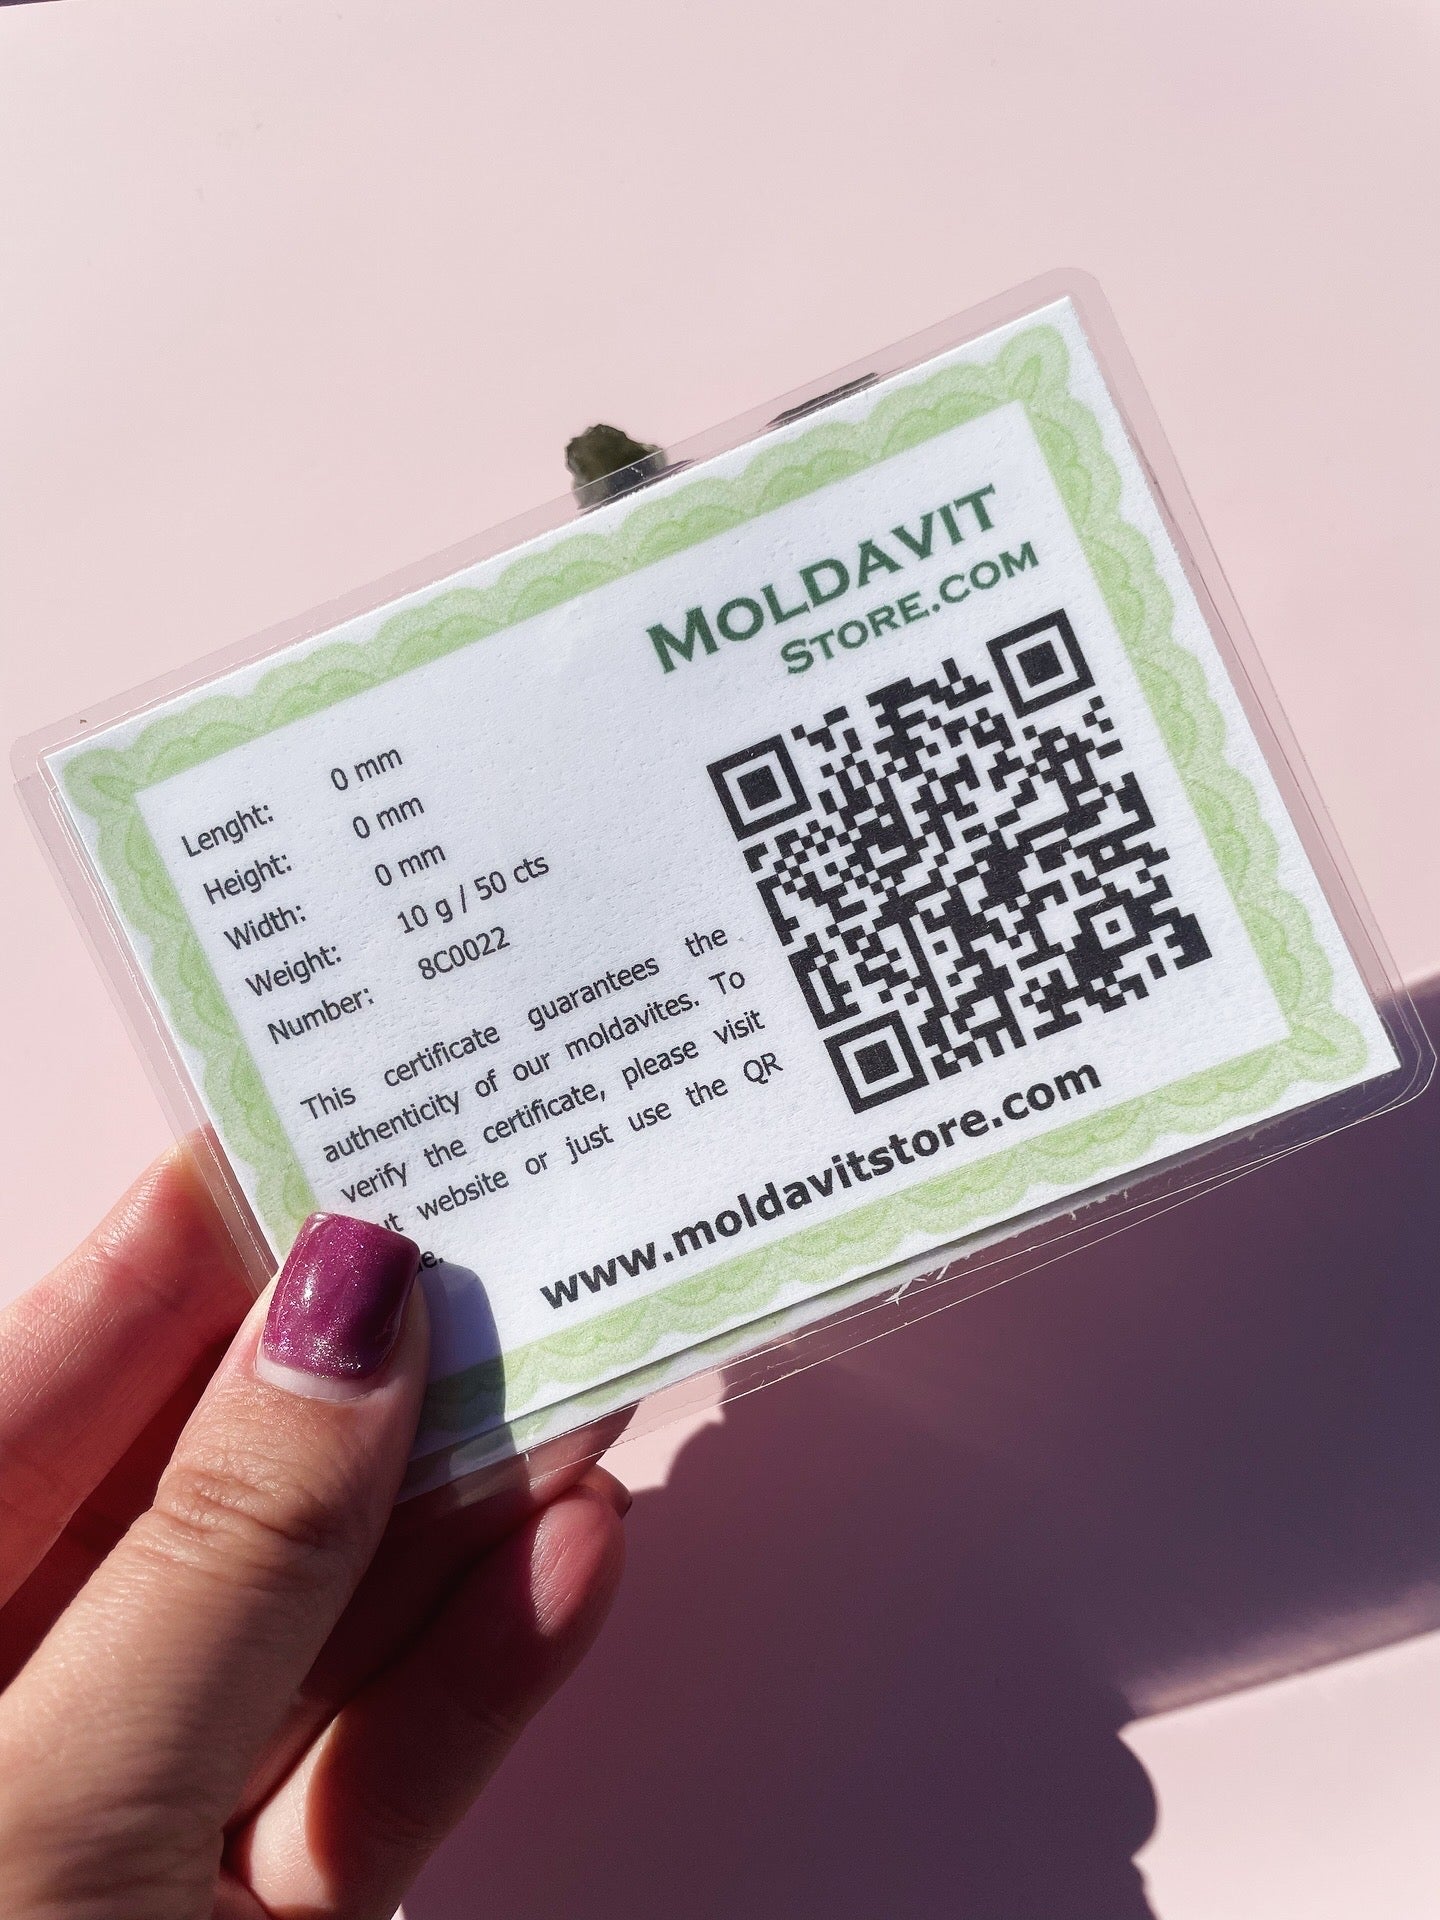 MOLDAVIT
STORE.COM
Lenght: 0 mm
Height: 0 mm
Width: 0 mm
Weight: 10 g / 50 cts
Number: 8C0022
This certificate guarantees the
authenticity of our moldavites. To
verify the certificate, please visit
website or just use the QR
www.moldavitstore.com